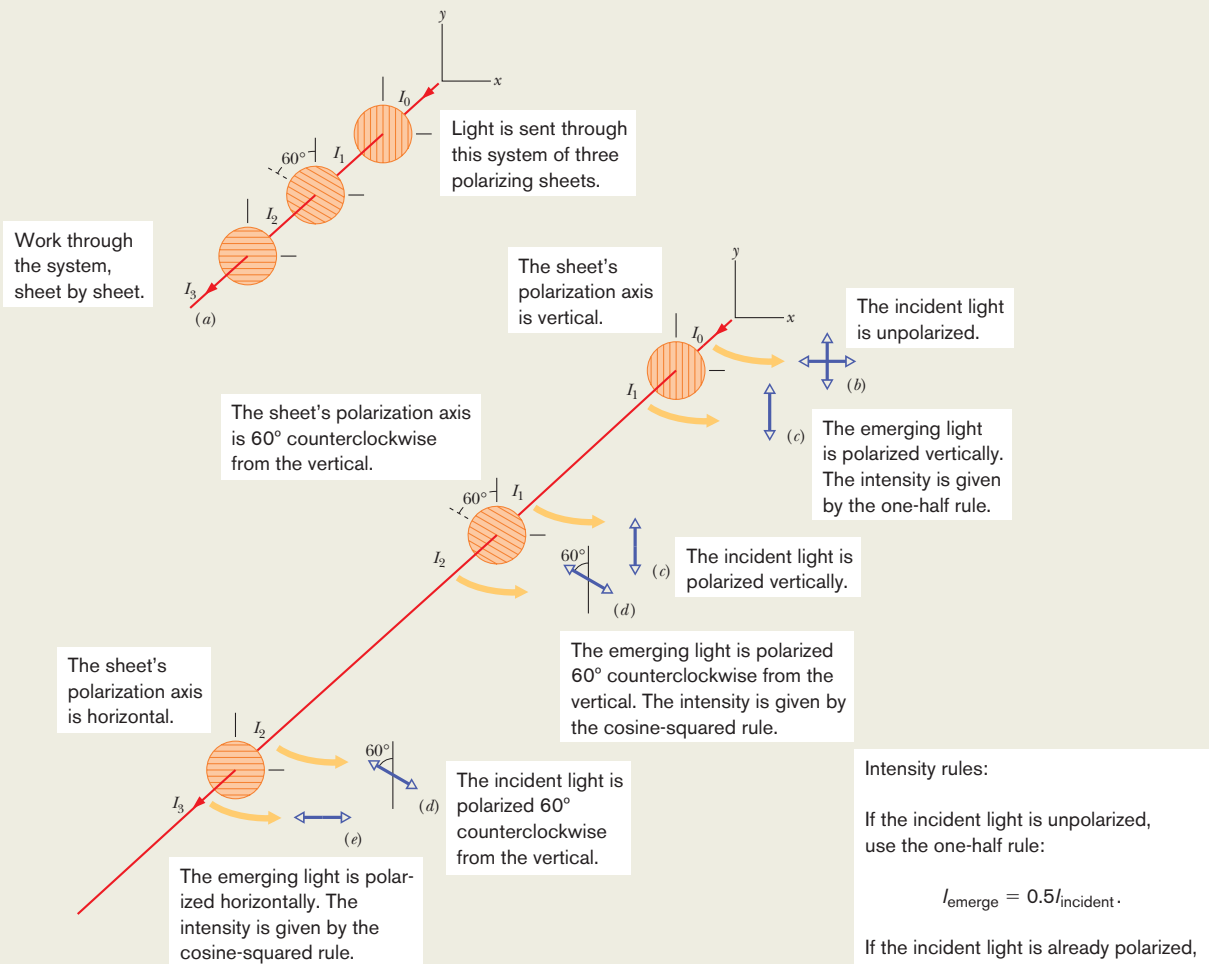 y
x
I0
Light is sent through
this system of three
polarizing sheets.
60°
I1
I2
Work through
the system,
sheet by sheet.
I3
(a)
The sheet's
polarization axis
is vertical.
y
x
The incident light
is unpolarized.
I0
(b)
I1
(c)
The emerging light
is polarized vertically.
The intensity is given
by the one-half rule.
The sheet's polarization axis
is 60° counterclockwise
from the vertical.
60°
I1
I2
(c)
The incident light is
polarized vertically.
60°
(d)
The emerging light is polarized
60° counterclockwise from the
vertical. The intensity is given by
the cosine-squared rule.
The sheet's
polarization axis
is horizontal.
I2
60°
(d)
The incident light is
polarized 60°
counterclockwise
from the vertical.
I3
(e)
The emerging light is polar-
ized horizontally. The
intensity is given by the
cosine-squared rule.
Intensity rules:
If the incident light is unpolarized,
use the one-half rule:
Iemerge = 0.5Iincident.
If the incident light is already polarized,